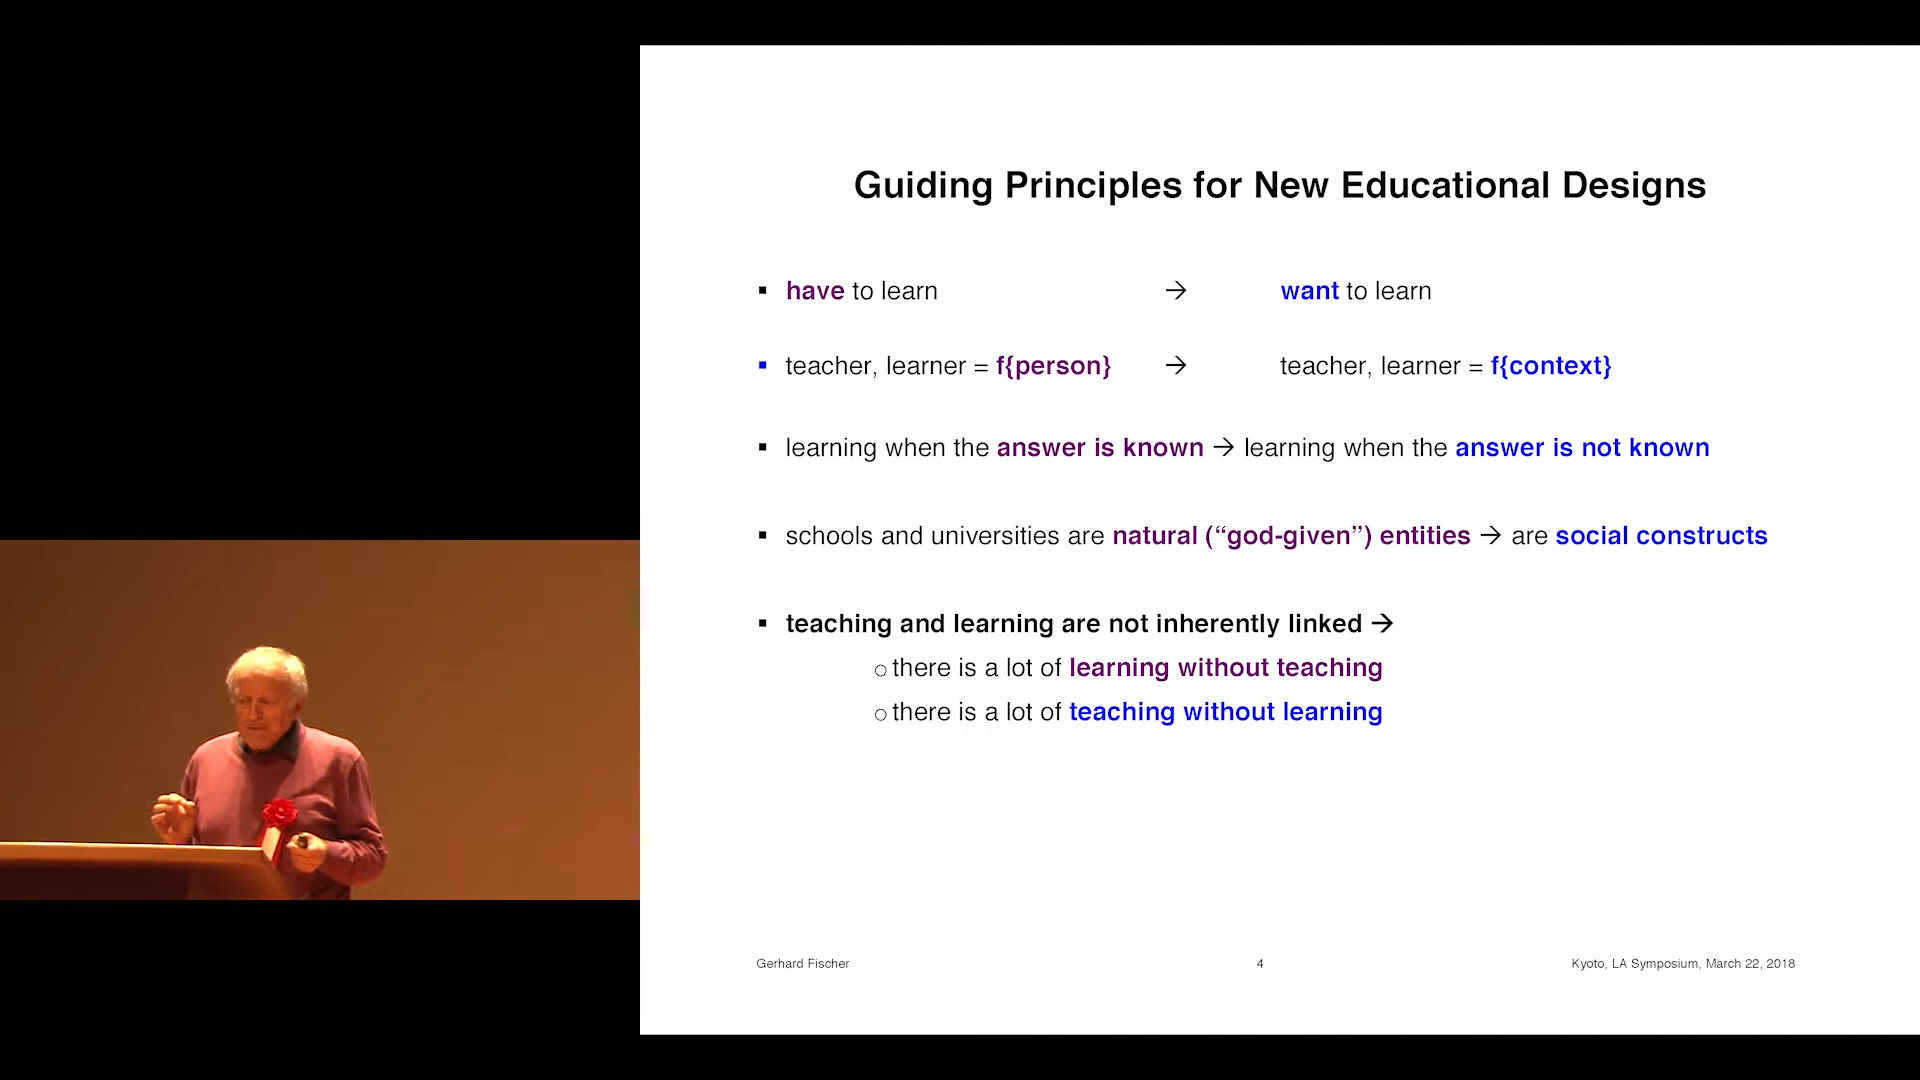 Guiding Principles for New Educational Designs
▪ have to learn → want to learn
▪ teacher, learner = f{person} → teacher, learner = f{context}
▪ learning when the answer is known → learning when the answer is not known
▪ schools and universities are natural (“god-given”) entities → are social constructs
▪ teaching and learning are not inherently linked →
○ there is a lot of learning without teaching
○ there is a lot of teaching without learning
Gerhard Fischer 4 Kyoto, LA Symposium, March 22, 2018